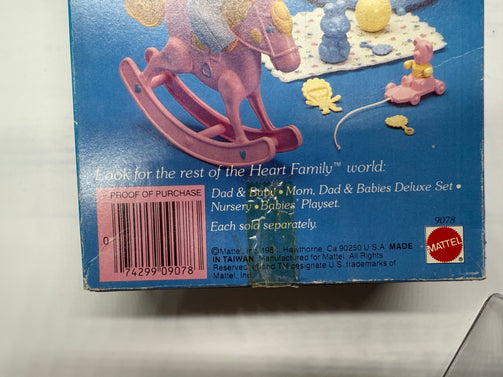 Look for the rest of the Heart Family™ world:
PROOF OF PURCHASE
Dad & Baby • Mom, Dad & Babies Deluxe Set •
Nursery • Babies' Playset.
Each sold separately.
9078
MATTEL
©Mattel, Inc. 1984. Hawthorne, Ca 90250 U.S.A. MADE
IN TAIWAN. Manufactured for Mattel. All Rights
Reserved. ® and TM designate U.S. trademarks of
Mattel, Inc.
0
74299 09078